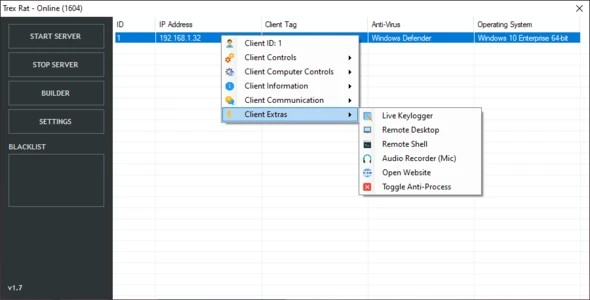 Trex Rat - Online (1604)
START SERVER
STOP SERVER
BUILDER
SETTINGS
BLACKLIST
v1.7
ID IP Address Client Tag Anti-Virus Operating System
1 192.168.1.32 Windows Defender Windows 10 Enterprise 64-bit
Client ID: 1
Client Controls
Client Computer Controls
Client Information
Client Communication
Client Extras
Live Keylogger
Remote Desktop
Remote Shell
Audio Recorder (Mic)
Open Website
Toggle Anti-Process